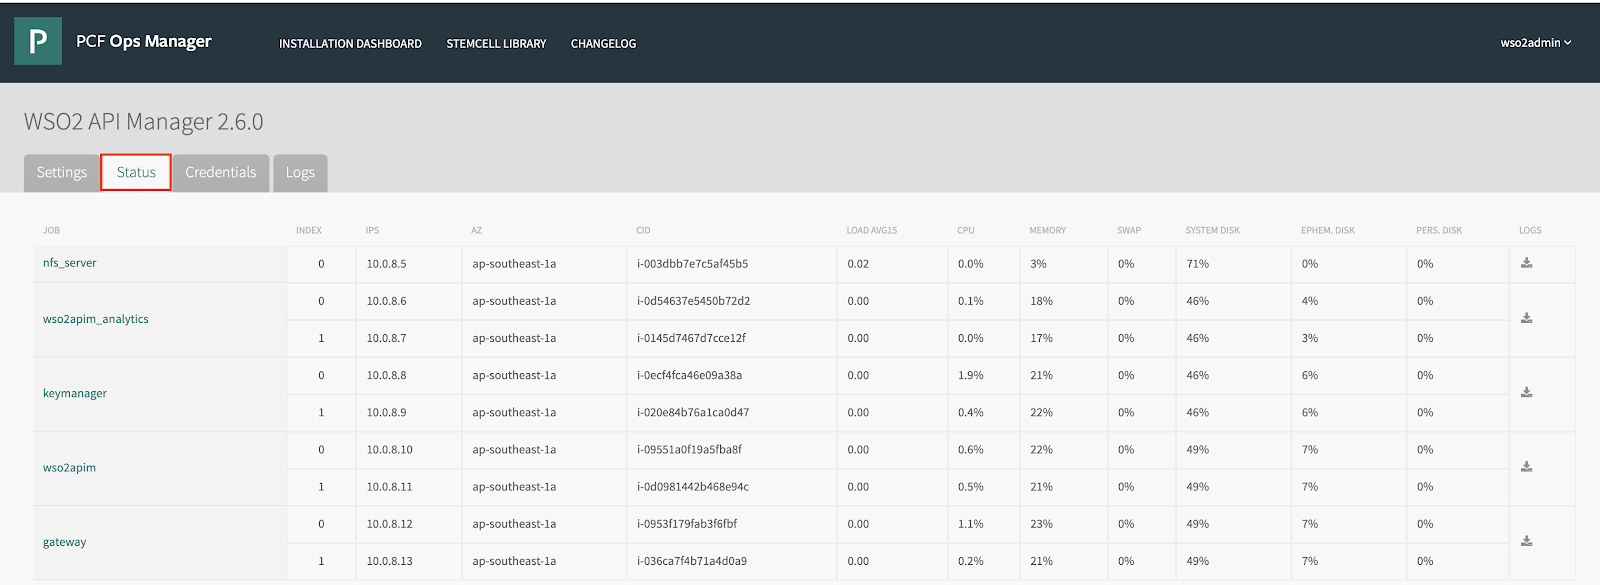 P PCF Ops Manager INSTALLATION DASHBOARD STEMCELL LIBRARY CHANGELOG wso2admin
WSO2 API Manager 2.6.0
Settings Status Credentials Logs
JOB INDEX IPS AZ CID LOAD AVG15 CPU MEMORY SWAP SYSTEM DISK EPHEM. DISK PERS. DISK LOGS
nfs_server 0 10.0.8.5 ap-southeast-1a i-003dbb7e7c5af45b5 0.02 0.0% 3% 0% 71% 0% 0%
wso2apim_analytics 0 10.0.8.6 ap-southeast-1a i-0d54637e5450b72d2 0.00 0.1% 18% 0% 46% 4% 0%
1 10.0.8.7 ap-southeast-1a i-0145d7467d7cce12f 0.00 0.0% 17% 0% 46% 3% 0%
keymanager 0 10.0.8.8 ap-southeast-1a i-0ecf4fca46e09a38a 0.00 1.9% 21% 0% 46% 6% 0%
1 10.0.8.9 ap-southeast-1a i-020e84b76a1ca0d47 0.00 0.4% 22% 0% 46% 6% 0%
wso2apim 0 10.0.8.10 ap-southeast-1a i-09551a0f19a5fba8f 0.00 0.6% 22% 0% 49% 7% 0%
1 10.0.8.11 ap-southeast-1a i-0d0981442b468e94c 0.00 0.5% 21% 0% 49% 7% 0%
gateway 0 10.0.8.12 ap-southeast-1a i-0953f179fab3f6fbf 0.00 1.1% 23% 0% 49% 7% 0%
1 10.0.8.13 ap-southeast-1a i-036ca7f4b71a4d0a9 0.00 0.2% 21% 0% 49% 7% 0%